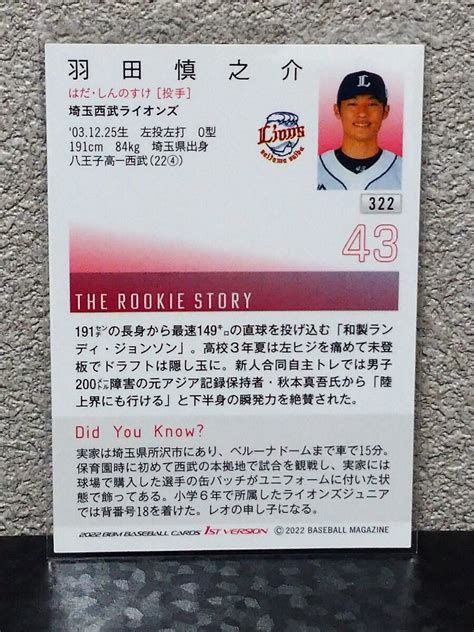 羽田慎之介
はだ・しんのすけ [投手]
埼玉西武ライオンズ
'03.12.25生 左投左打 O型
191cm 84kg 埼玉県出身
八王子高ー西武(22④)
Lions
saitama seibu
L
322
43
THE ROOKIE STORY
191㌢の長身から最速149㌔の直球を投げ込む「和製ラン
ディ・ジョンソン」。高校3年夏は左ヒジを痛めて未登
板でドラフトは隠し玉に。新人合同自主トレでは男子
200㍍障害の元アジア記録保持者・秋本真吾氏から「陸
上界にも行ける」と下半身の瞬発力を絶賛された。
Did You Know?
実家は埼玉県所沢市にあり、ベルーナドームまで車で15分。
保育園時に初めて西武の本拠地で試合を観戦し、実家には
球場で購入した選手の缶バッチがユニフォームに付いた状
態で飾ってある。小学6年で所属したライオンズジュニア
では背番号18を着けた。レオの申し子になる。
2022 BBM BASEBALL CARDS 1ST VERSION © 2022 BASEBALL MAGAZINE